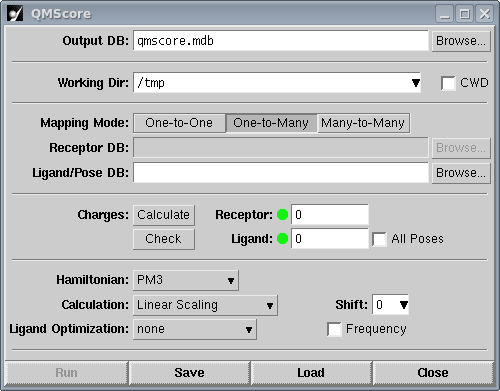 QMScore
Output DB: qmscore.mdb Browse...
Working Dir: /tmp CWD
Mapping Mode: One-to-One One-to-Many Many-to-Many
Receptor DB: Browse...
Ligand/Pose DB: Browse...
Charges: Calculate Receptor: 0
Check Ligand: 0 All Poses
Hamiltonian: PM3
Calculation: Linear Scaling Shift: 0
Ligand Optimization: none Frequency
Run Save Load Close